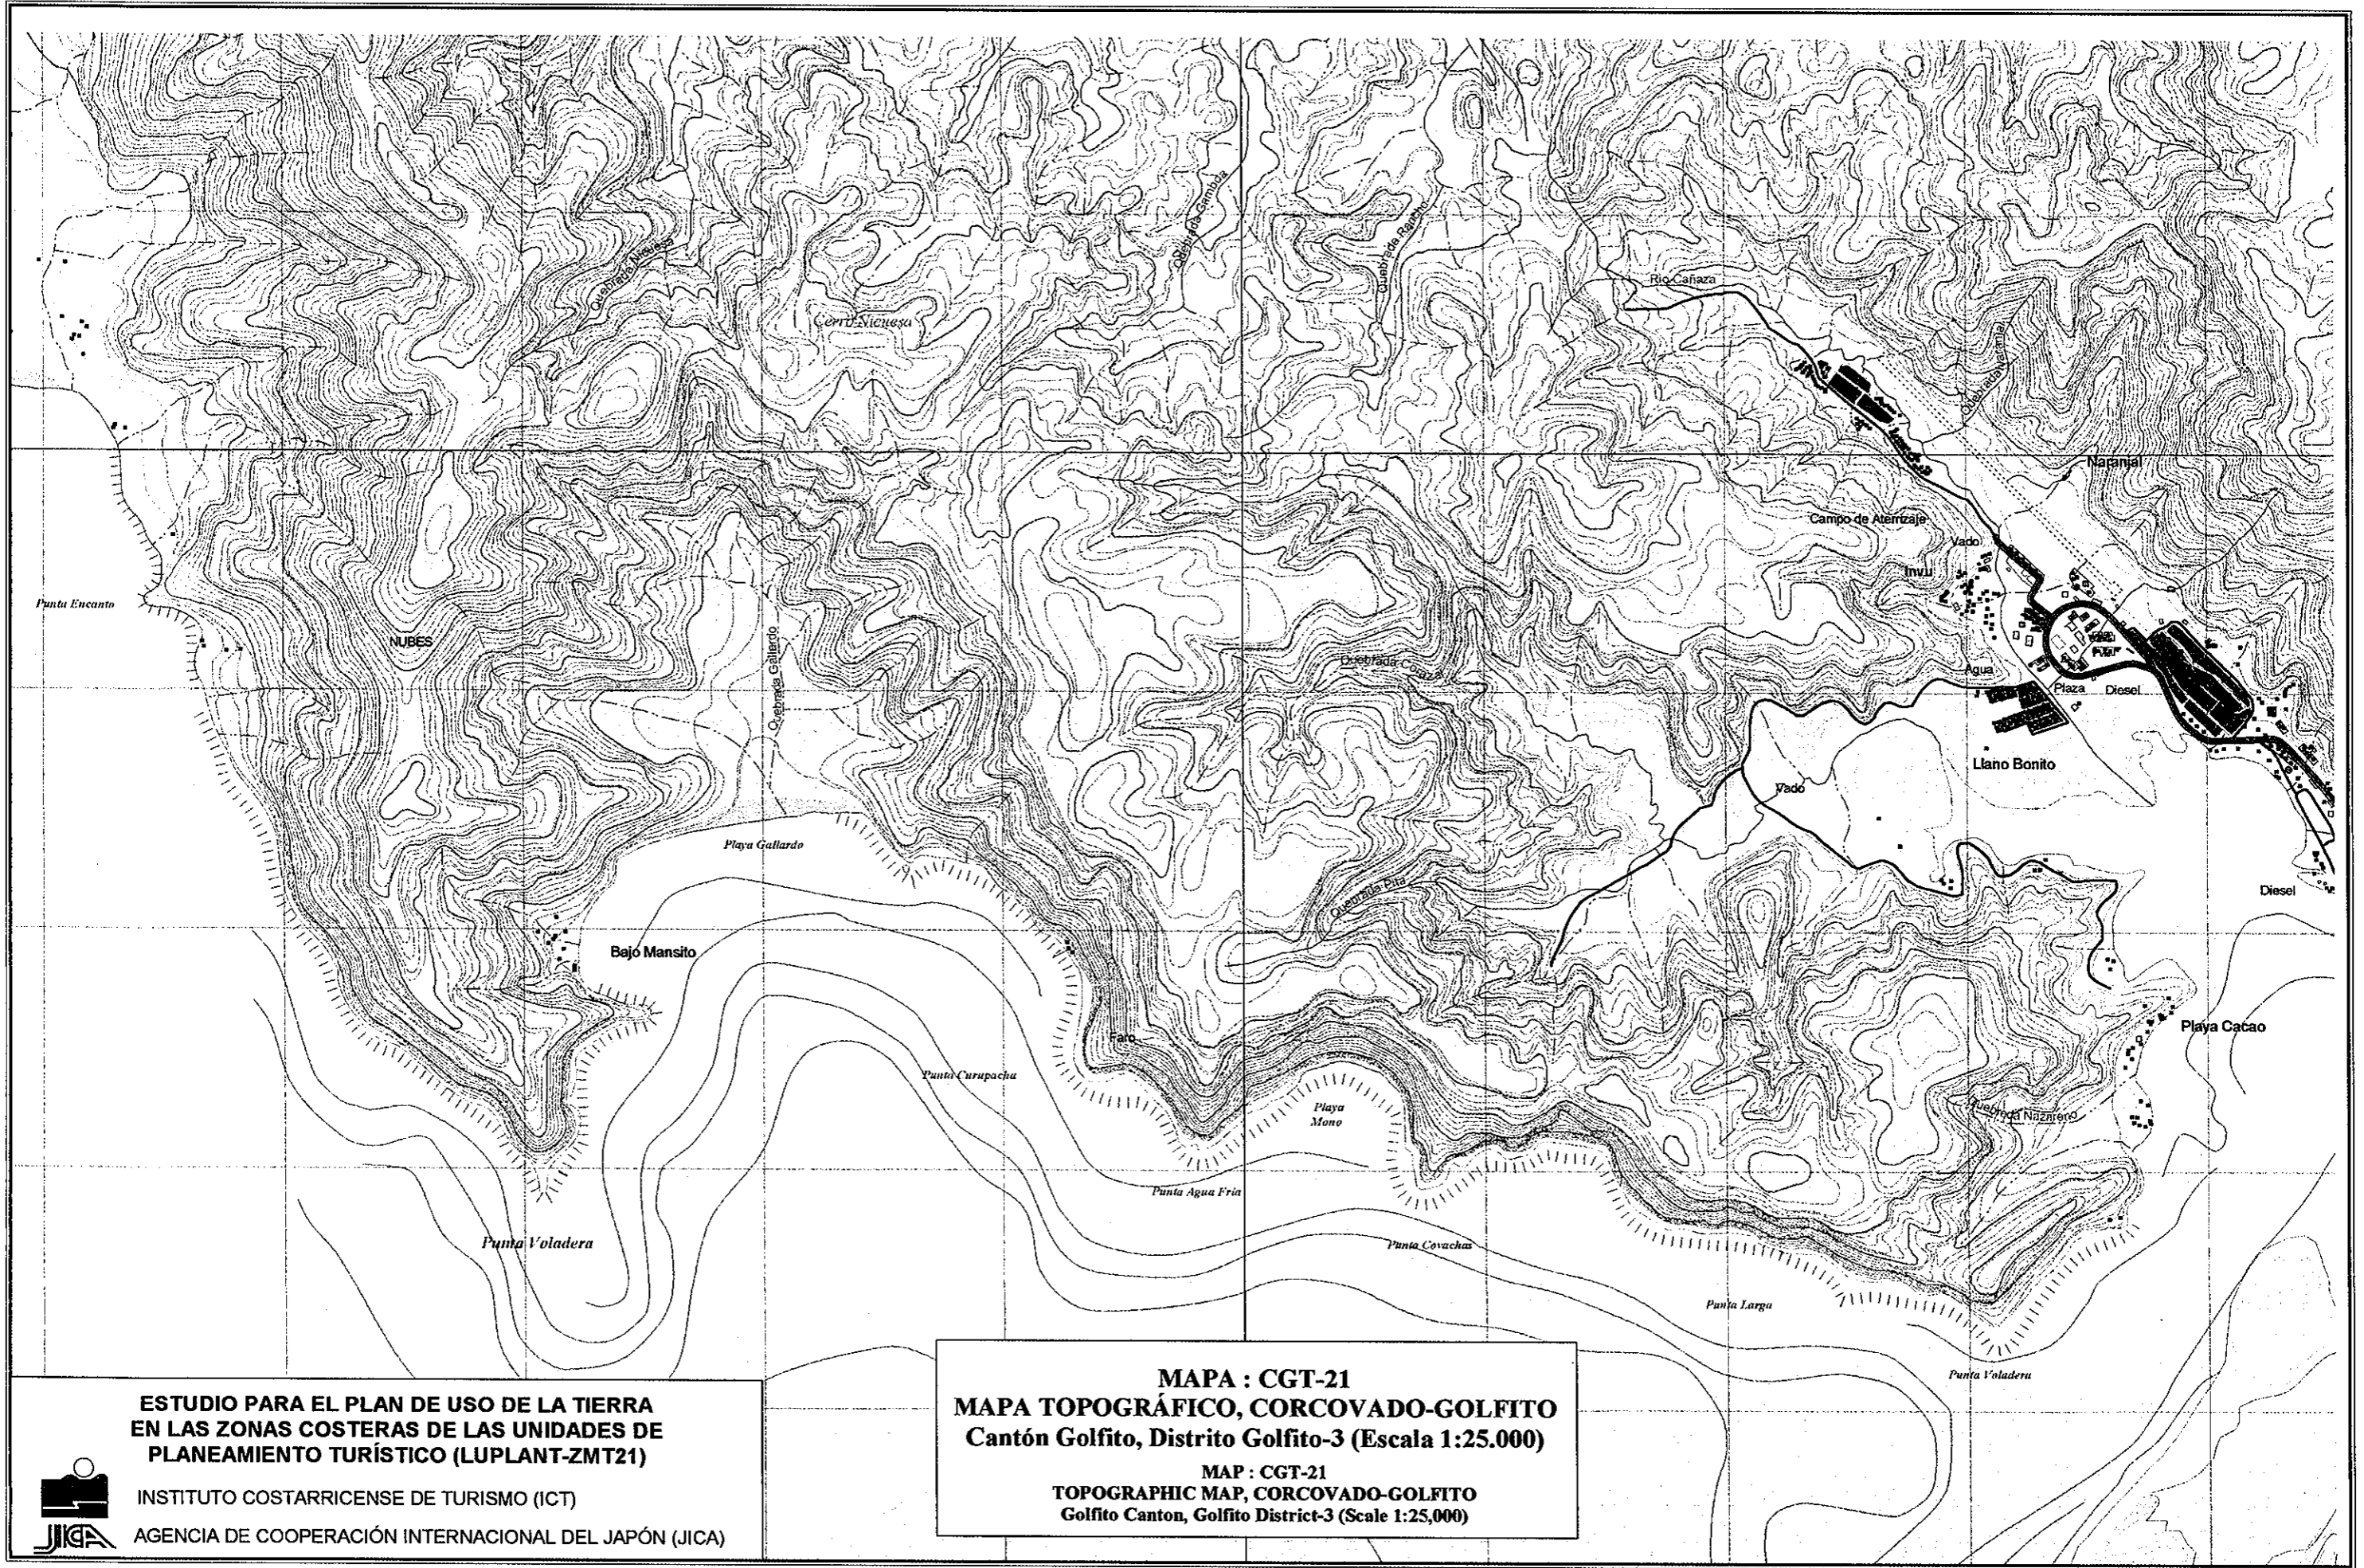 Quebrada Gamba
Quebrada Rancho
Quebrada Nicuesa
Río Cañaza
Cerro Nicuesa
Quebrada Naranjal
Naranjal
Campo de Aterrizaje
Vado
Invu
Punta Encanto
NUBES
Quebrada Gallardo
Quebrada Corazal
Agua
Plaza
Diesel
Llano Bonito
Vado
Playa Gallardo
Quebrada Pita
Diesel
Bajo Mansito
Playa Cacao
Faro
Punta Curupacha
Playa
Mono
Quebrada Nazareno
Punta Agua Fría
Punta Voladera
Punta Covachas
Punta Larga
Punta Voladera
ESTUDIO PARA EL PLAN DE USO DE LA TIERRA
EN LAS ZONAS COSTERAS DE LAS UNIDADES DE
PLANEAMIENTO TURÍSTICO (LUPLANT-ZMT21)
INSTITUTO COSTARRICENSE DE TURISMO (ICT)
JICA
AGENCIA DE COOPERACIÓN INTERNACIONAL DEL JAPÓN (JICA)
MAPA : CGT-21
MAPA TOPOGRÁFICO, CORCOVADO-GOLFITO
Cantón Golfito, Distrito Golfito-3 (Escala 1:25.000)
MAP : CGT-21
TOPOGRAPHIC MAP, CORCOVADO-GOLFITO
Golfito Canton, Golfito District-3 (Scale 1:25,000)